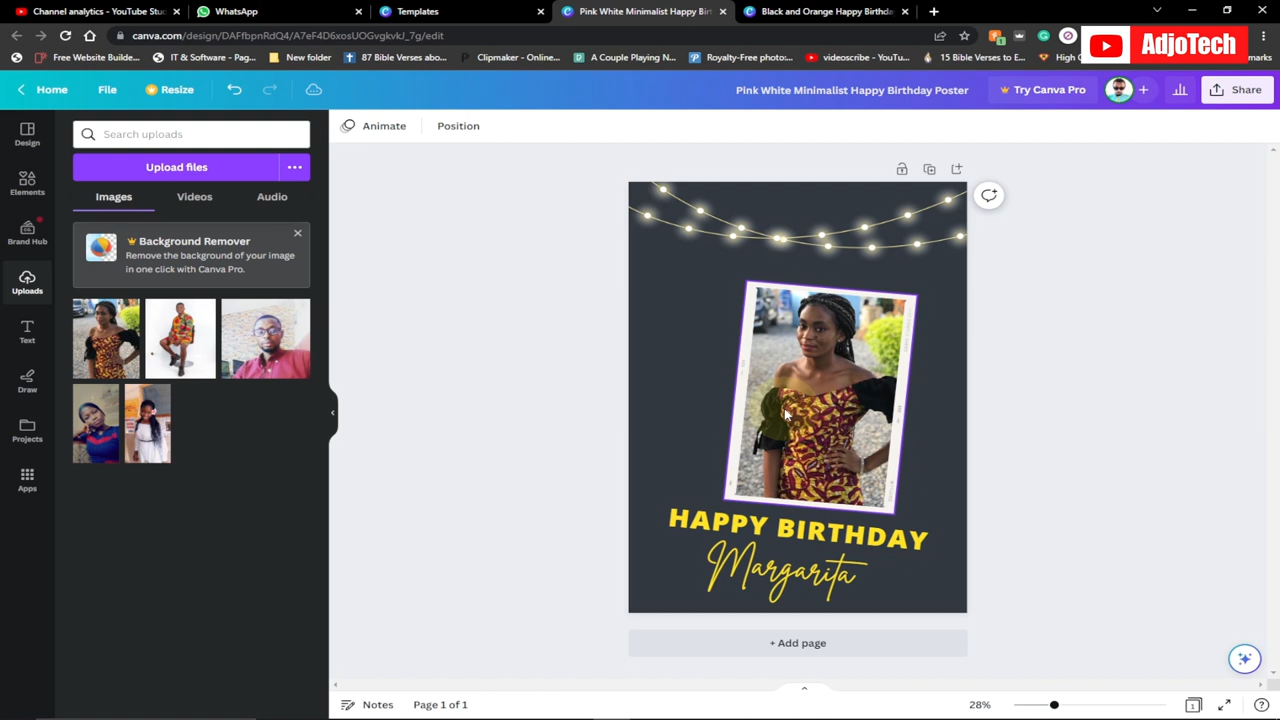 Channel analytics - YouTube Stud
WhatsApp
Templates
Pink White Minimalist Happy Birt
Black and Orange Happy Birthda
canva.com/design/DAFfbpnRdQ4/A7eF4D6xosUOGvgkvkJ_7g/edit
Free Website Builde...
IT & Software - Pag...
New folder
87 Bible Verses abo...
Clipmaker - Online...
A Couple Playing N...
Royalty-Free photo:...
videoscribe - YouTu...
15 Bible Verses to E...
AdjoTech
Home
File
Resize
Pink White Minimalist Happy Birthday Poster
Try Canva Pro
Share
Design
Elements
Brand Hub
Uploads
Text
Draw
Projects
Apps
Search uploads
Upload files
Images
Videos
Audio
Background Remover
Remove the background of your image
in one click with Canva Pro.
Animate
Position
HAPPY BIRTHDAY
Margarita
+ Add page
Notes
Page 1 of 1
28%
1